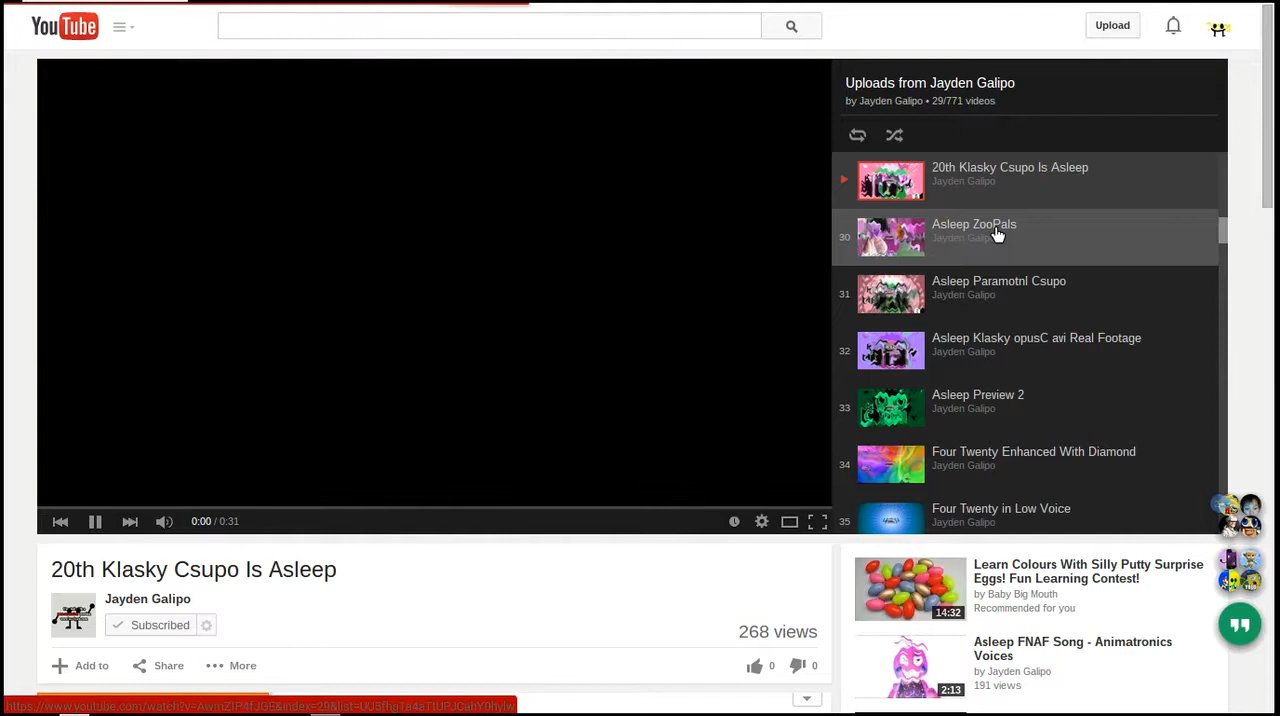 YouTube
Upload
Uploads from Jayden Galipo
by Jayden Galipo • 29/771 videos
20th Klasky Csupo Is Asleep
Jayden Galipo
30
Asleep ZooPals
Jayden Galipo
31
Asleep Paramotnl Csupo
Jayden Galipo
32
Asleep Klasky opusC avi Real Footage
Jayden Galipo
33
Asleep Preview 2
Jayden Galipo
34
Four Twenty Enhanced With Diamond
Jayden Galipo
35
Four Twenty in Low Voice
Jayden Galipo
0:00 / 0:31
20th Klasky Csupo Is Asleep
Jayden Galipo
Subscribed
268 views
Add to
Share
More
0
0
Learn Colours With Silly Putty Surprise
Eggs! Fun Learning Contest!
by Baby Big Mouth
Recommended for you
14:32
Asleep FNAF Song - Animatronics
Voices
by Jayden Galipo
191 views
2:13